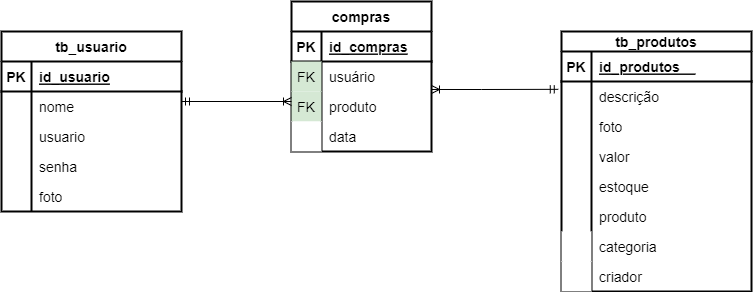 tb_usuario
PK id_usuario
nome
usuario
senha
foto
compras
PK id_compras
FK usuário
FK produto
data
tb_produtos
PK id_produtos__
descrição
foto
valor
estoque
produto
categoria
criador